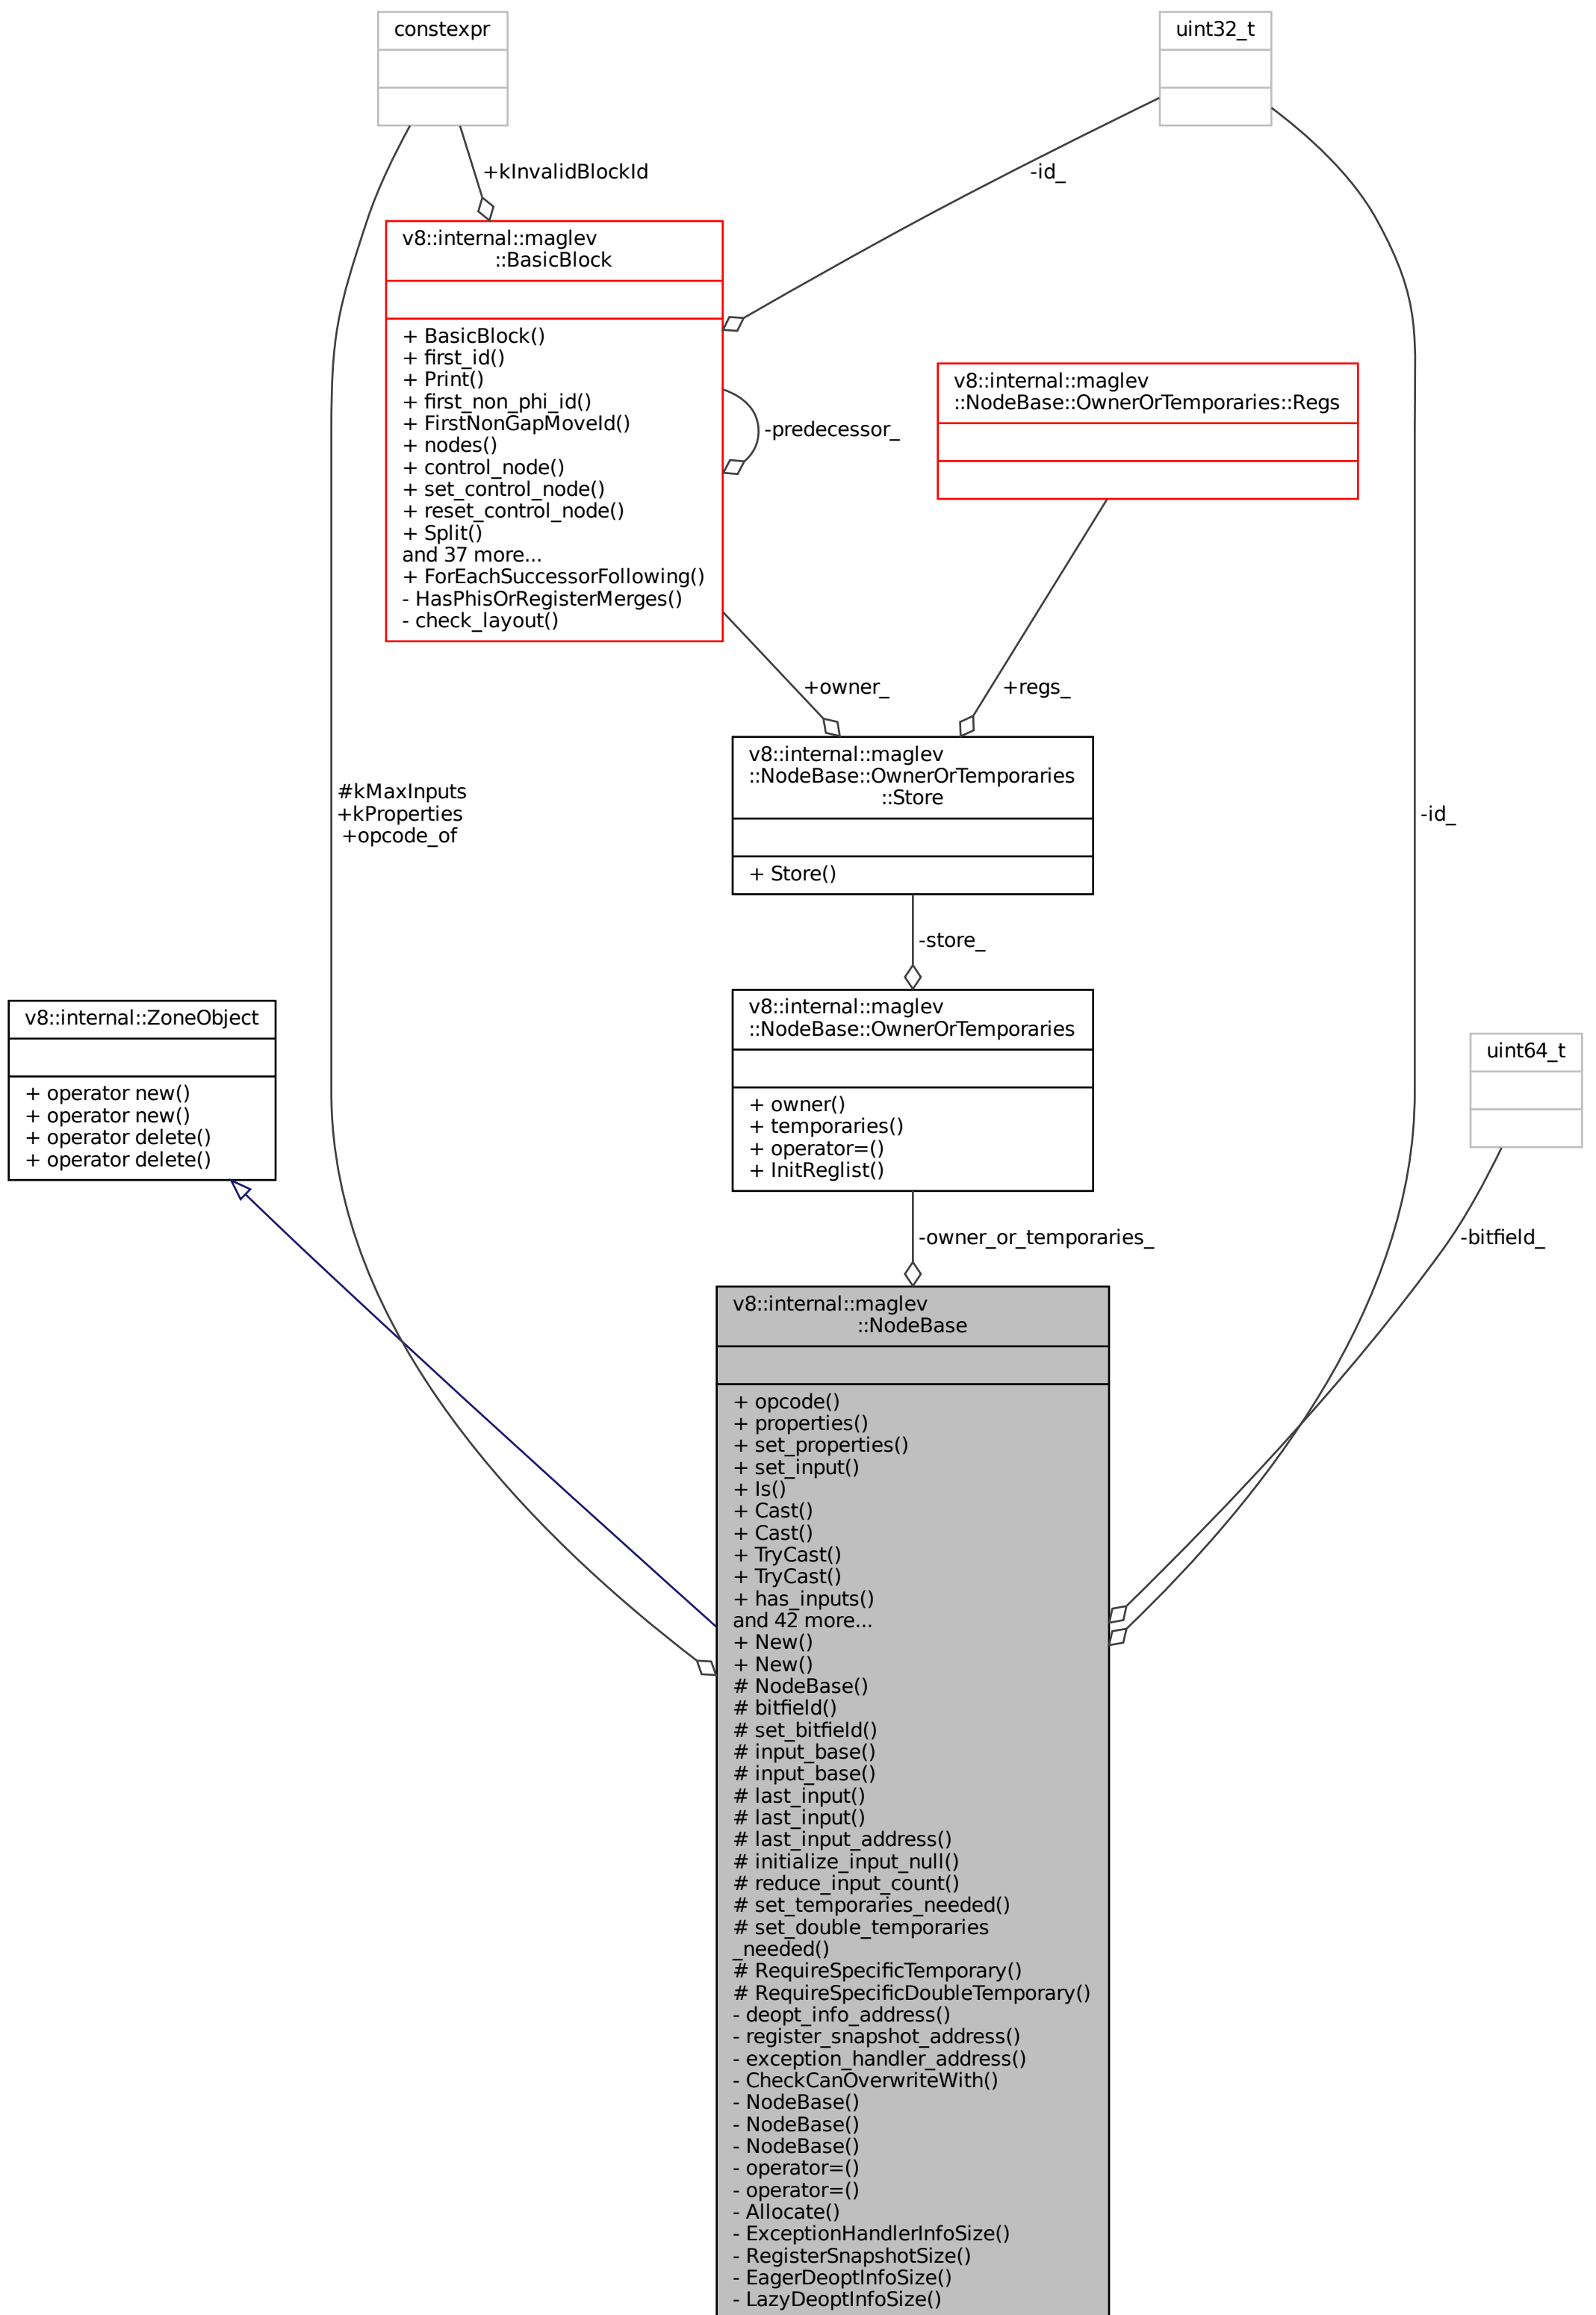 constexpr
uint32_t
+kInvalidBlockId
-id_
v8::internal::maglev
::BasicBlock
+ BasicBlock()
+ first_id()
+ Print()
+ first_non_phi_id()
+ FirstNonGapMoveId()
+ nodes()
+ control_node()
+ set_control_node()
+ reset_control_node()
+ Split()
and 37 more...
+ ForEachSuccessorFollowing()
- HasPhisOrRegisterMerges()
- check_layout()
-predecessor_
v8::internal::maglev
::NodeBase::OwnerOrTemporaries::Regs
+owner_
+regs_
v8::internal::maglev
::NodeBase::OwnerOrTemporaries
::Store
+ Store()
#kMaxInputs
+kProperties
+opcode_of
-id_
-store_
v8::internal::ZoneObject
+ operator new()
+ operator new()
+ operator delete()
+ operator delete()
v8::internal::maglev
::NodeBase::OwnerOrTemporaries
+ owner()
+ temporaries()
+ operator=()
+ InitReglist()
uint64_t
-owner_or_temporaries_
-bitfield_
v8::internal::maglev
::NodeBase
+ opcode()
+ properties()
+ set_properties()
+ set_input()
+ Is()
+ Cast()
+ Cast()
+ TryCast()
+ TryCast()
+ has_inputs()
and 42 more...
+ New()
+ New()
# NodeBase()
# bitfield()
# set_bitfield()
# input_base()
# input_base()
# last_input()
# last_input()
# last_input_address()
# initialize_input_null()
# reduce_input_count()
# set_temporaries_needed()
# set_double_temporaries
_needed()
# RequireSpecificTemporary()
# RequireSpecificDoubleTemporary()
- deopt_info_address()
- register_snapshot_address()
- exception_handler_address()
- CheckCanOverwriteWith()
- NodeBase()
- NodeBase()
- NodeBase()
- operator=()
- operator=()
- Allocate()
- ExceptionHandlerInfoSize()
- RegisterSnapshotSize()
- EagerDeoptInfoSize()
- LazyDeoptInfoSize()